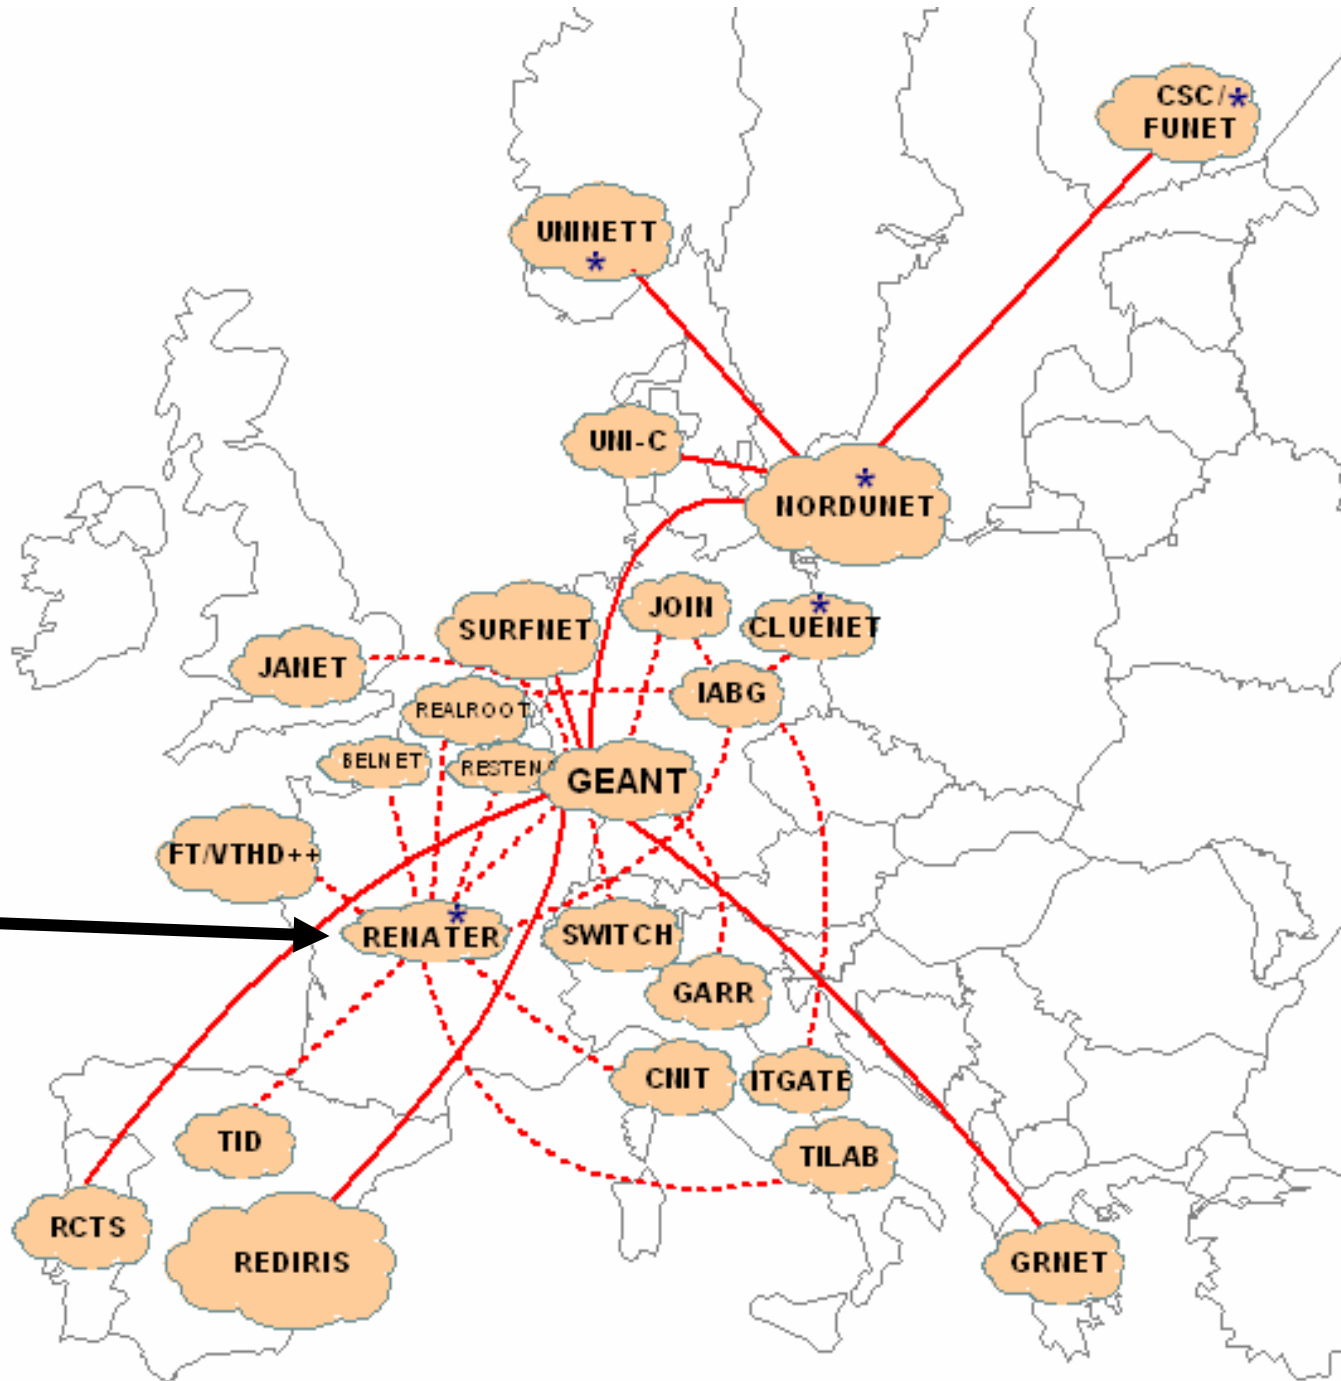 CSC/*
FUNET
UNINETT
*
UNI-C
*
NORDUNET
JOIN
*
CLUENET
SURFNET
JANET
IABG
REALROOT
BELNET
RESTENA
GEANT
FT/VTHD++
*
RENATER
SWITCH
GARR
CNIT
ITGATE
TID
TILAB
RCTS
REDIRIS
GRNET